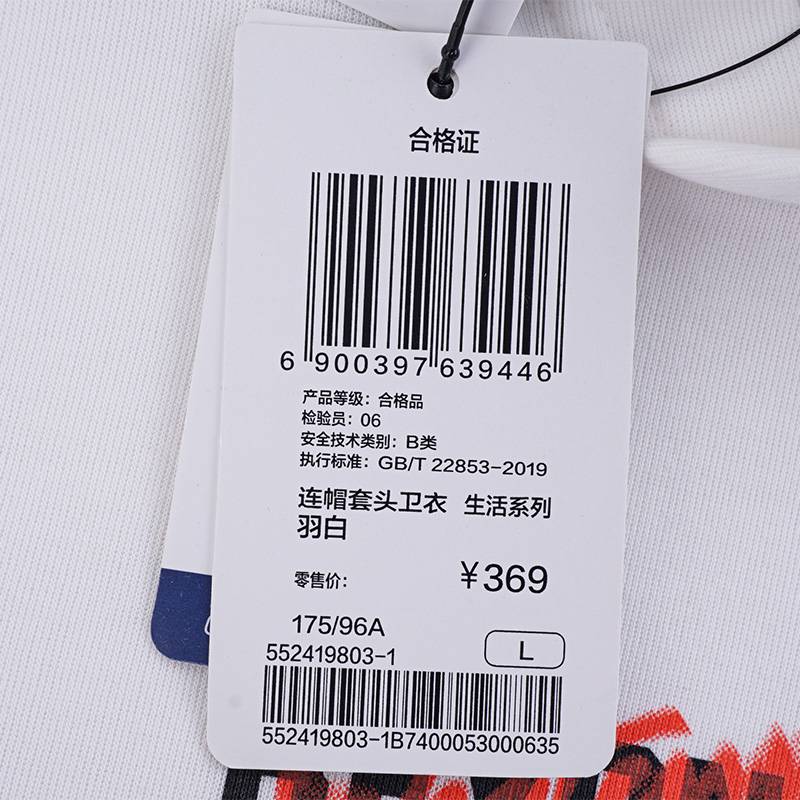 合格证
6 900397 639446
产品等级：合格品
检验员：06
安全技术类别：B类
执行标准：GB/T 22853-2019
连帽套头卫衣 生活系列
羽白
零售价： ¥369
175/96A
552419803-1 L
552419803-1B7400053000635